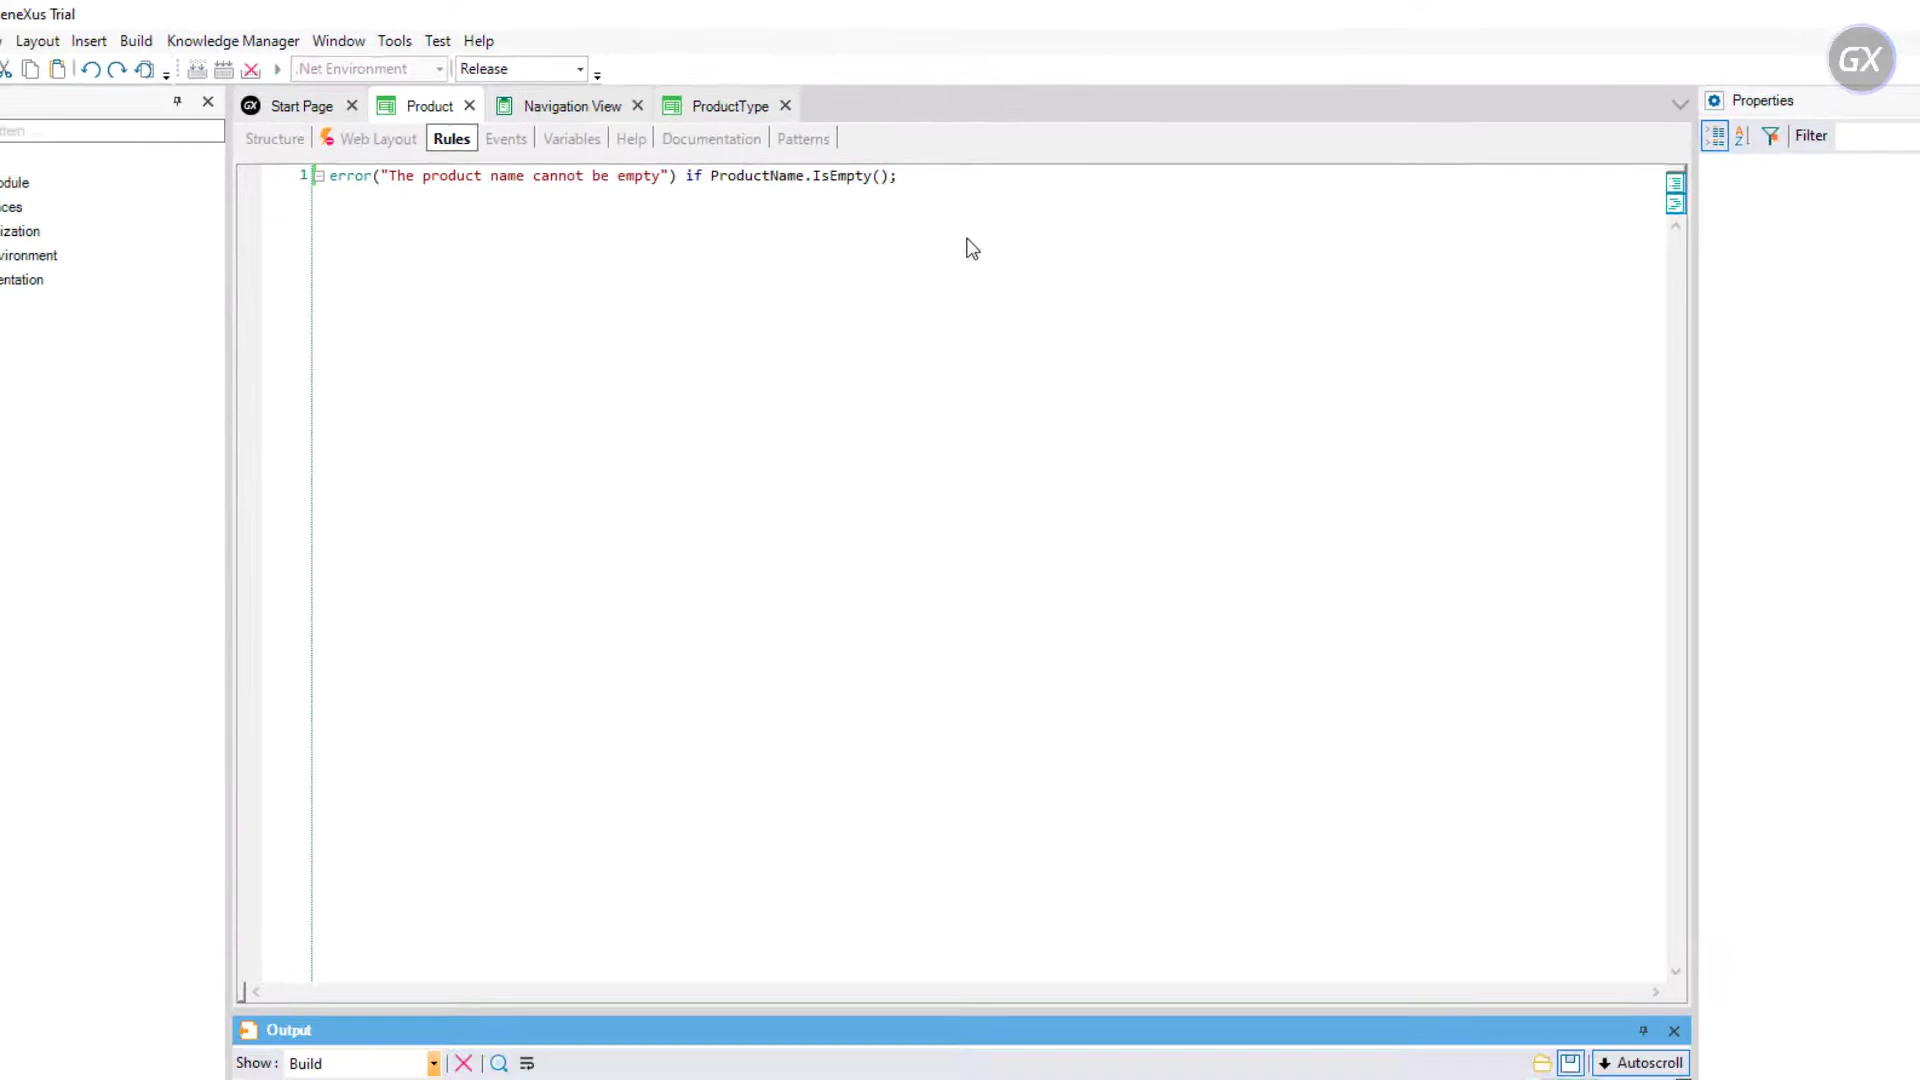 eneXus Trial
Layout Insert Build Knowledge Manager Window Tools Test Help
.Net Environment Release
GX
Start Page Product Navigation View ProductType
Properties
Structure Web Layout Rules Events Variables Help Documentation Patterns
Filter
1 error("The product name cannot be empty") if ProductName.IsEmpty();
odule
ces
ization
vironment
entation
Output
Show: Build
Autoscroll